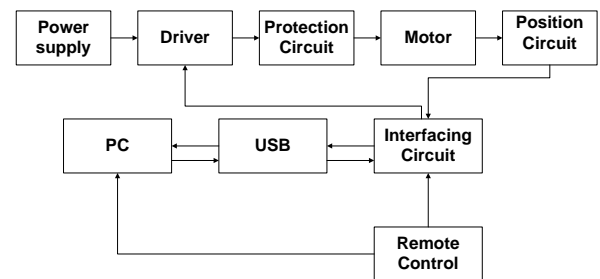 Power
supply
Driver
Protection
Circuit
Motor
Position
Circuit
PC
USB
Interfacing
Circuit
Remote
Control